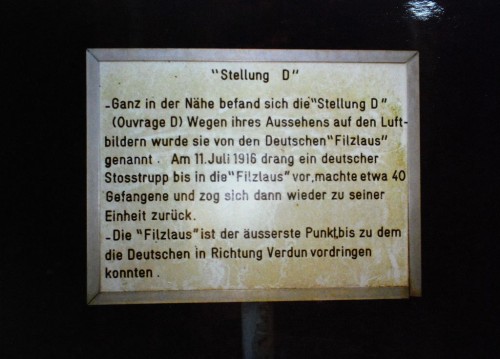 "Stellung D"
-Ganz in der Nähe befand sich die "Stellung D"
(Ouvrage D) Wegen ihres Aussehens auf den Luft-
bildern wurde sie von den Deutschen "Filzlaus"
genannt. Am 11. Juli 1916 drang ein deutscher
Stosstrupp bis in die "Filzlaus" vor, machte etwa 40
Gefangene und zog sich dann wieder zu seiner
Einheit zurück.
-Die "Filzlaus" ist der äusserste Punkt, bis zu dem
die Deutschen in Richtung Verdun vordringen
konnten.